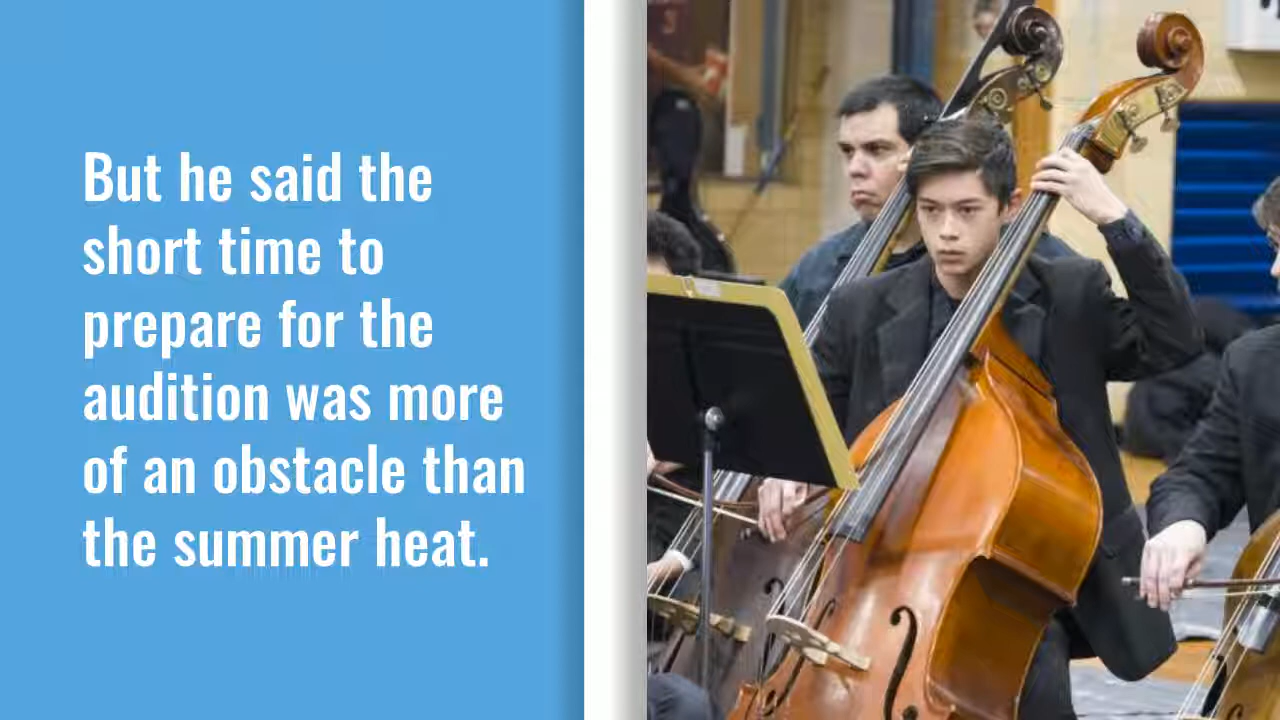 But he said the
short time to
prepare for the
audition was more
of an obstacle than
the summer heat.